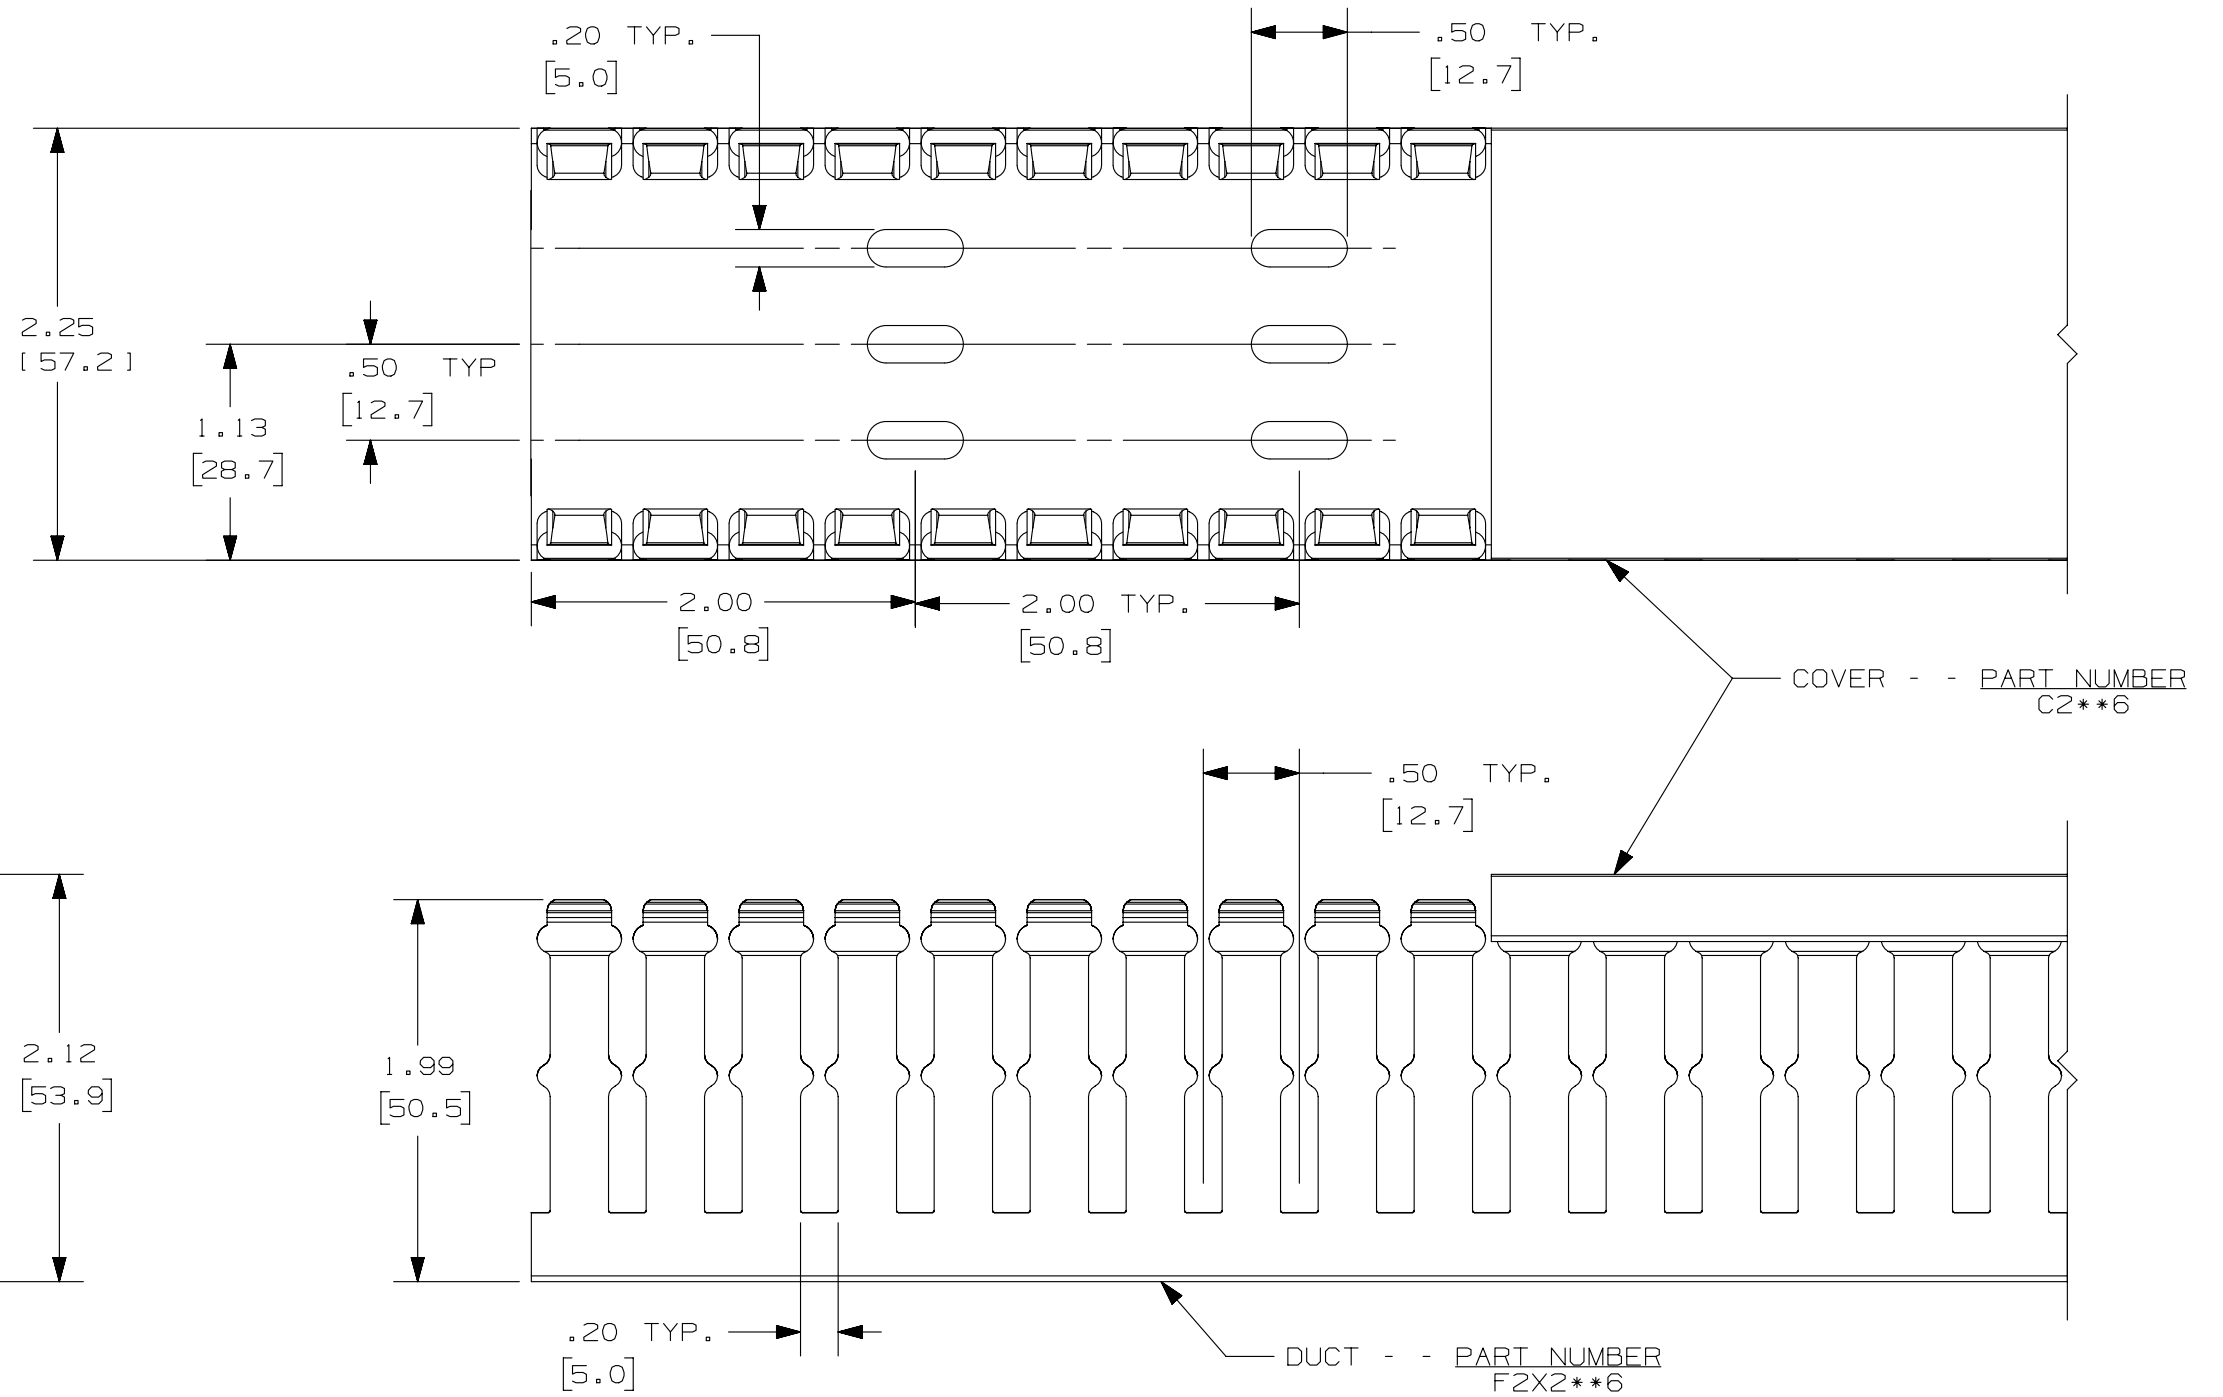 .20 TYP.
[5.0]
.50 TYP.
[12.7]
2.25
[57.2]
.50 TYP
[12.7]
1.13
[28.7]
2.00
[50.8]
2.00 TYP.
[50.8]
COVER - - PART NUMBER
C2**6
.50 TYP.
[12.7]
2.12
[53.9]
1.99
[50.5]
.20 TYP.
[5.0]
DUCT - - PART NUMBER
F2X2**6